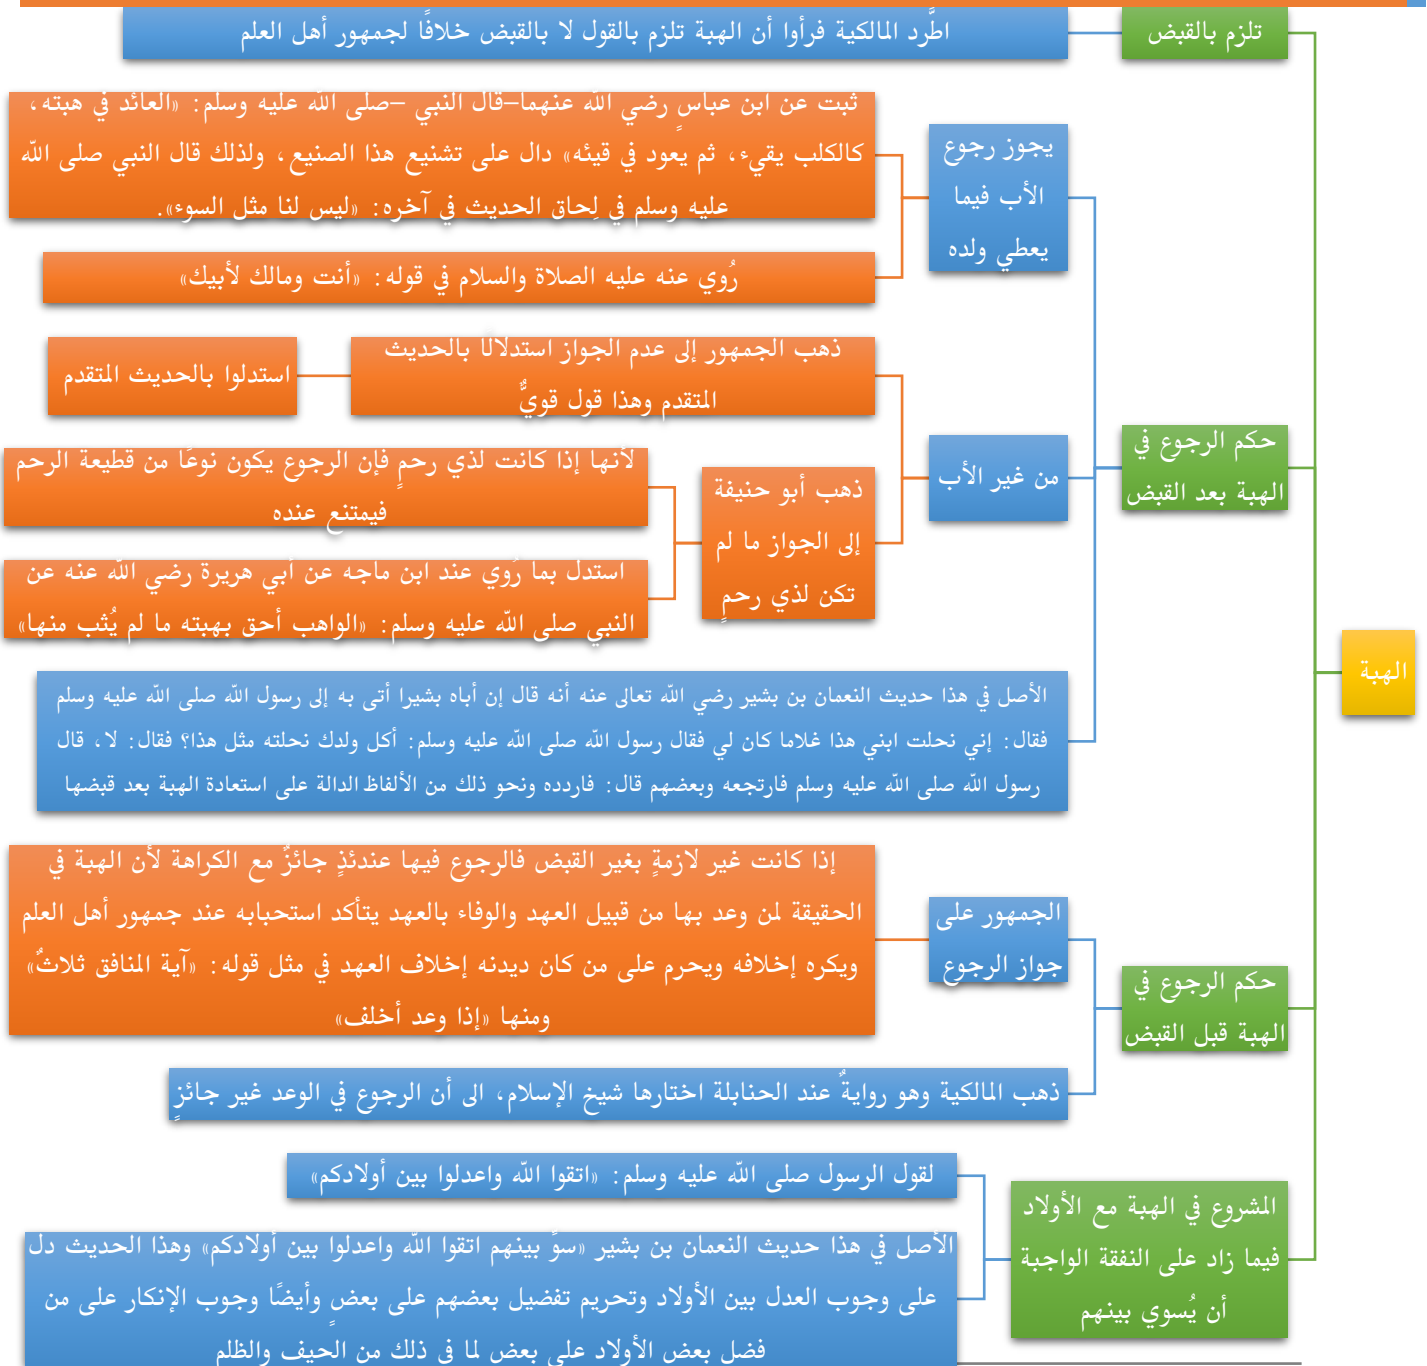 الهبة
تلزم بالقبض
اطَّرد المالكية فرأوا أن الهبة تلزم بالقول لا بالقبض خلافًا لجمهور أهل العلم
حكم الرجوع في
الهبة بعد القبض
يجوز رجوع
الأب فيما
يعطي ولده
ثبت عن ابن عباسٍ رضي الله عنهما–قال النبي –صلى الله عليه وسلم: «العائد في هبته،
كالكلب يقيء، ثم يعود في قيئه» دال على تشنيع هذا الصنيع، ولذلك قال النبي صلى الله
عليه وسلم في لِحاق الحديث في آخره: «ليس لنا مثل السوء».
رُوي عنه عليه الصلاة والسلام في قوله: «أنت ومالك لأبيك»
من غير الأب
ذهب الجمهور إلى عدم الجواز استدلالًا بالحديث
المتقدم وهذا قول قويٌّ
استدلوا بالحديث المتقدم
ذهب أبو حنيفة
إلى الجواز ما لم
تكن لذي رحمٍ
لأنها إذا كانت لذي رحمٍ فإن الرجوع يكون نوعًا من قطيعة الرحم
فيمتنع عنده
استدل بما رُوي عند ابن ماجه عن أبي هريرة رضي الله عنه عن
النبي صلى الله عليه وسلم: «الواهب أحق بهبته ما لم يُثب منها»
الأصل في هذا حديث النعمان بن بشير رضي الله تعالى عنه أنه قال إن أباه بشيرا أتى به إلى رسول الله صلى الله عليه وسلم
فقال: إني نحلت ابني هذا غلاما كان لي فقال رسول الله صلى الله عليه وسلم: أكل ولدك نحلته مثل هذا؟ فقال: لا، قال
رسول الله صلى الله عليه وسلم فارتجعه وبعضهم قال: فاردده ونحو ذلك من الألفاظ الدالة على استعادة الهبة بعد قبضها
حكم الرجوع في
الهبة قبل القبض
الجمهور على
جواز الرجوع
إذا كانت غير لازمةٍ بغير القبض فالرجوع فيها عندئذٍ جائزٌ مع الكراهة لأن الهبة في
الحقيقة لمن وعد بها من قبيل العهد والوفاء بالعهد يتأكد استحبابه عند جمهور أهل العلم
ويكره إخلافه ويحرم على من كان ديدنه إخلاف العهد في مثل قوله: «آية المنافق ثلاثٌ»
ومنها «إذا وعد أخلف»
ذهب المالكية وهو روايةٌ عند الحنابلة اختارها شيخ الإسلام، الى أن الرجوع في الوعد غير جائزٍ
المشروع في الهبة مع الأولاد
فيما زاد على النفقة الواجبة
أن يُسوي بينهم
لقول الرسول صلى الله عليه وسلم: «اتقوا الله واعدلوا بين أولادكم»
الأصل في هذا حديث النعمان بن بشير «سوِّ بينهم اتقوا الله واعدلوا بين أولادكم» وهذا الحديث دل
على وجوب العدل بين الأولاد وتحريم تفضيل بعضهم على بعضٍ وأيضًا وجوب الإنكار على من
فضل بعض الأولاد على بعض لما في ذلك من الحيف والظلم